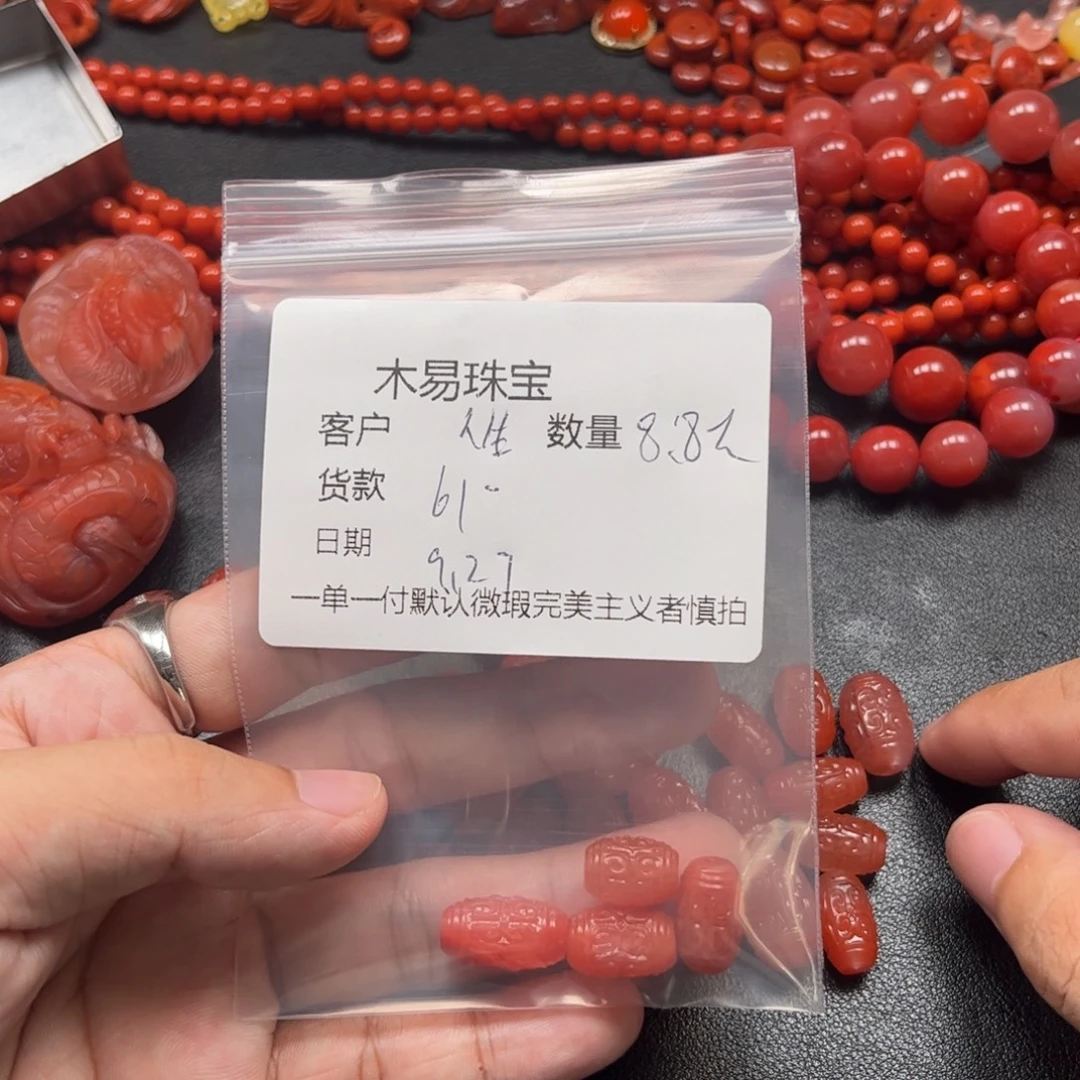 木易珠宝
客户 数量 8.8
货款 610
日期 9.27
一单一付默认微瑕完美主义者慎拍